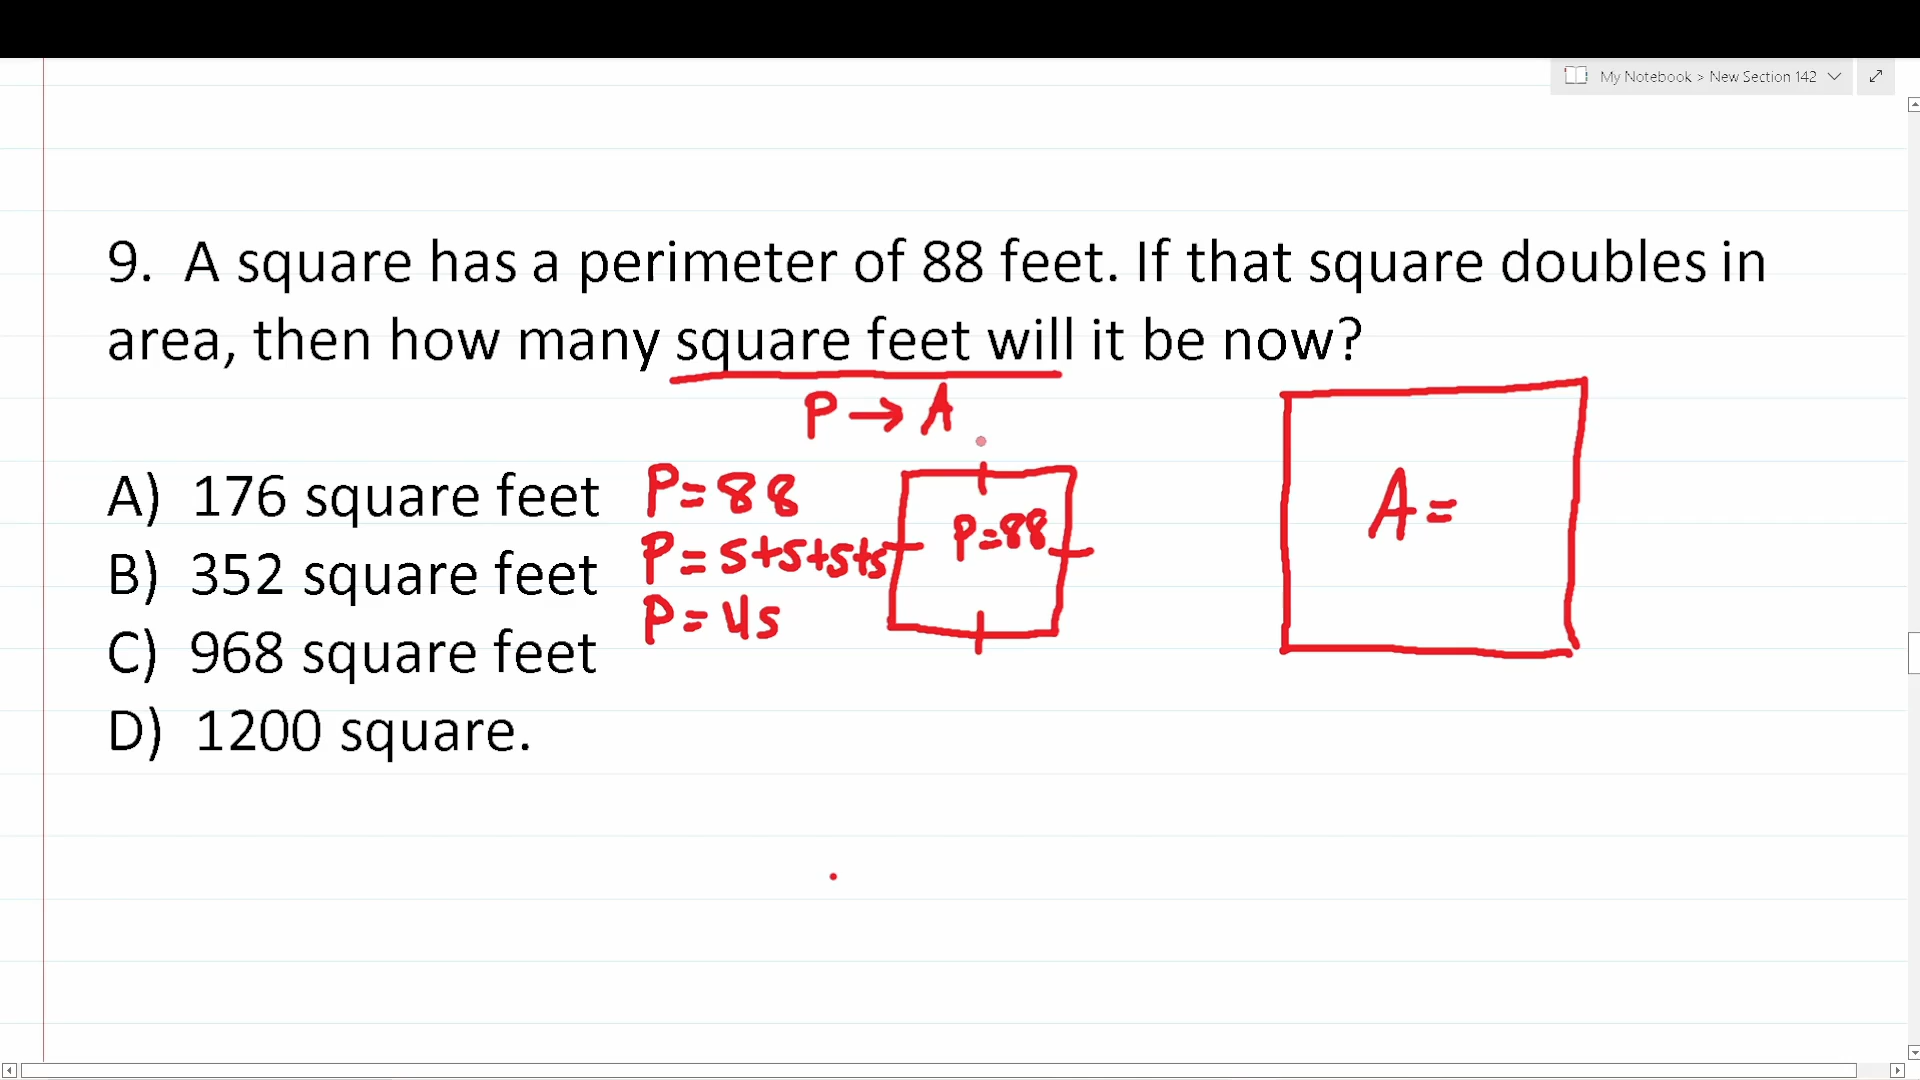 My Notebook > New Section 142
9. A square has a perimeter of 88 feet. If that square doubles in
area, then how many square feet will it be now?
P → A
A) 176 square feet
B) 352 square feet
C) 968 square feet
D) 1200 square.
P = 88
P = s+s+s+s
P = 4s
P=88
A =